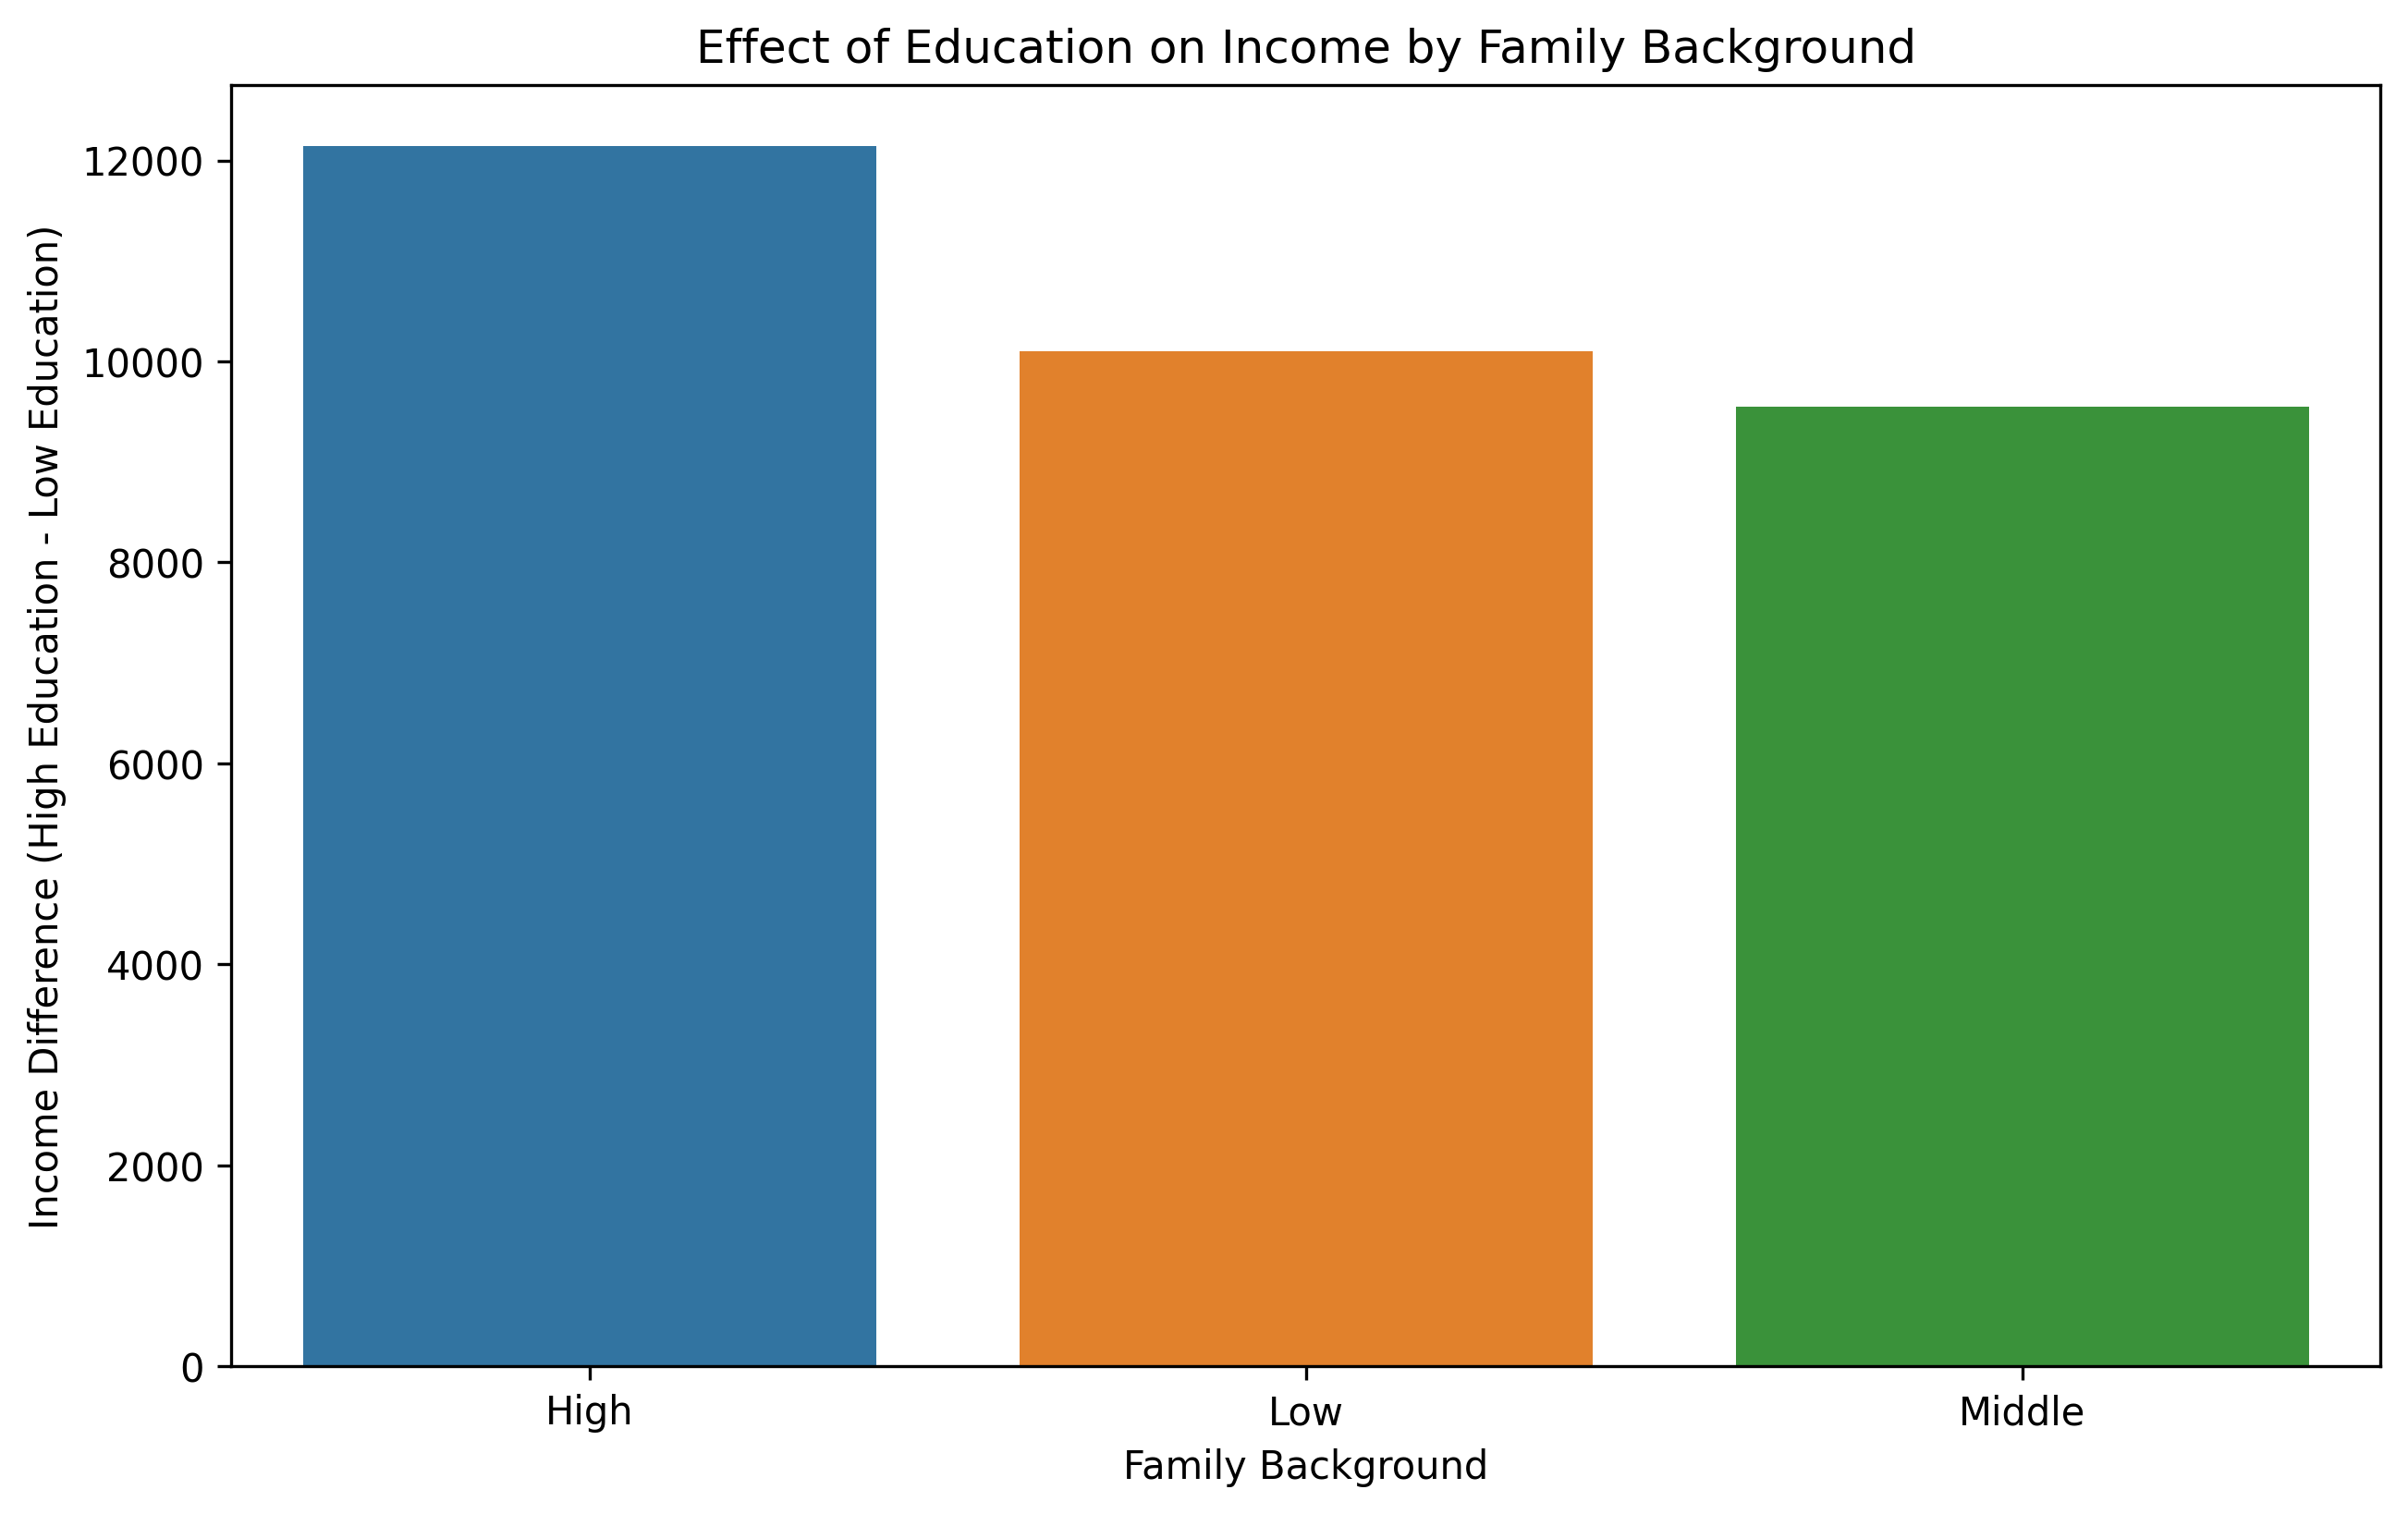 Effect of Education on Income by Family Background
Income Difference (High Education - Low Education)
12000
10000
8000
6000
4000
2000
0
High
Low
Middle
Family Background